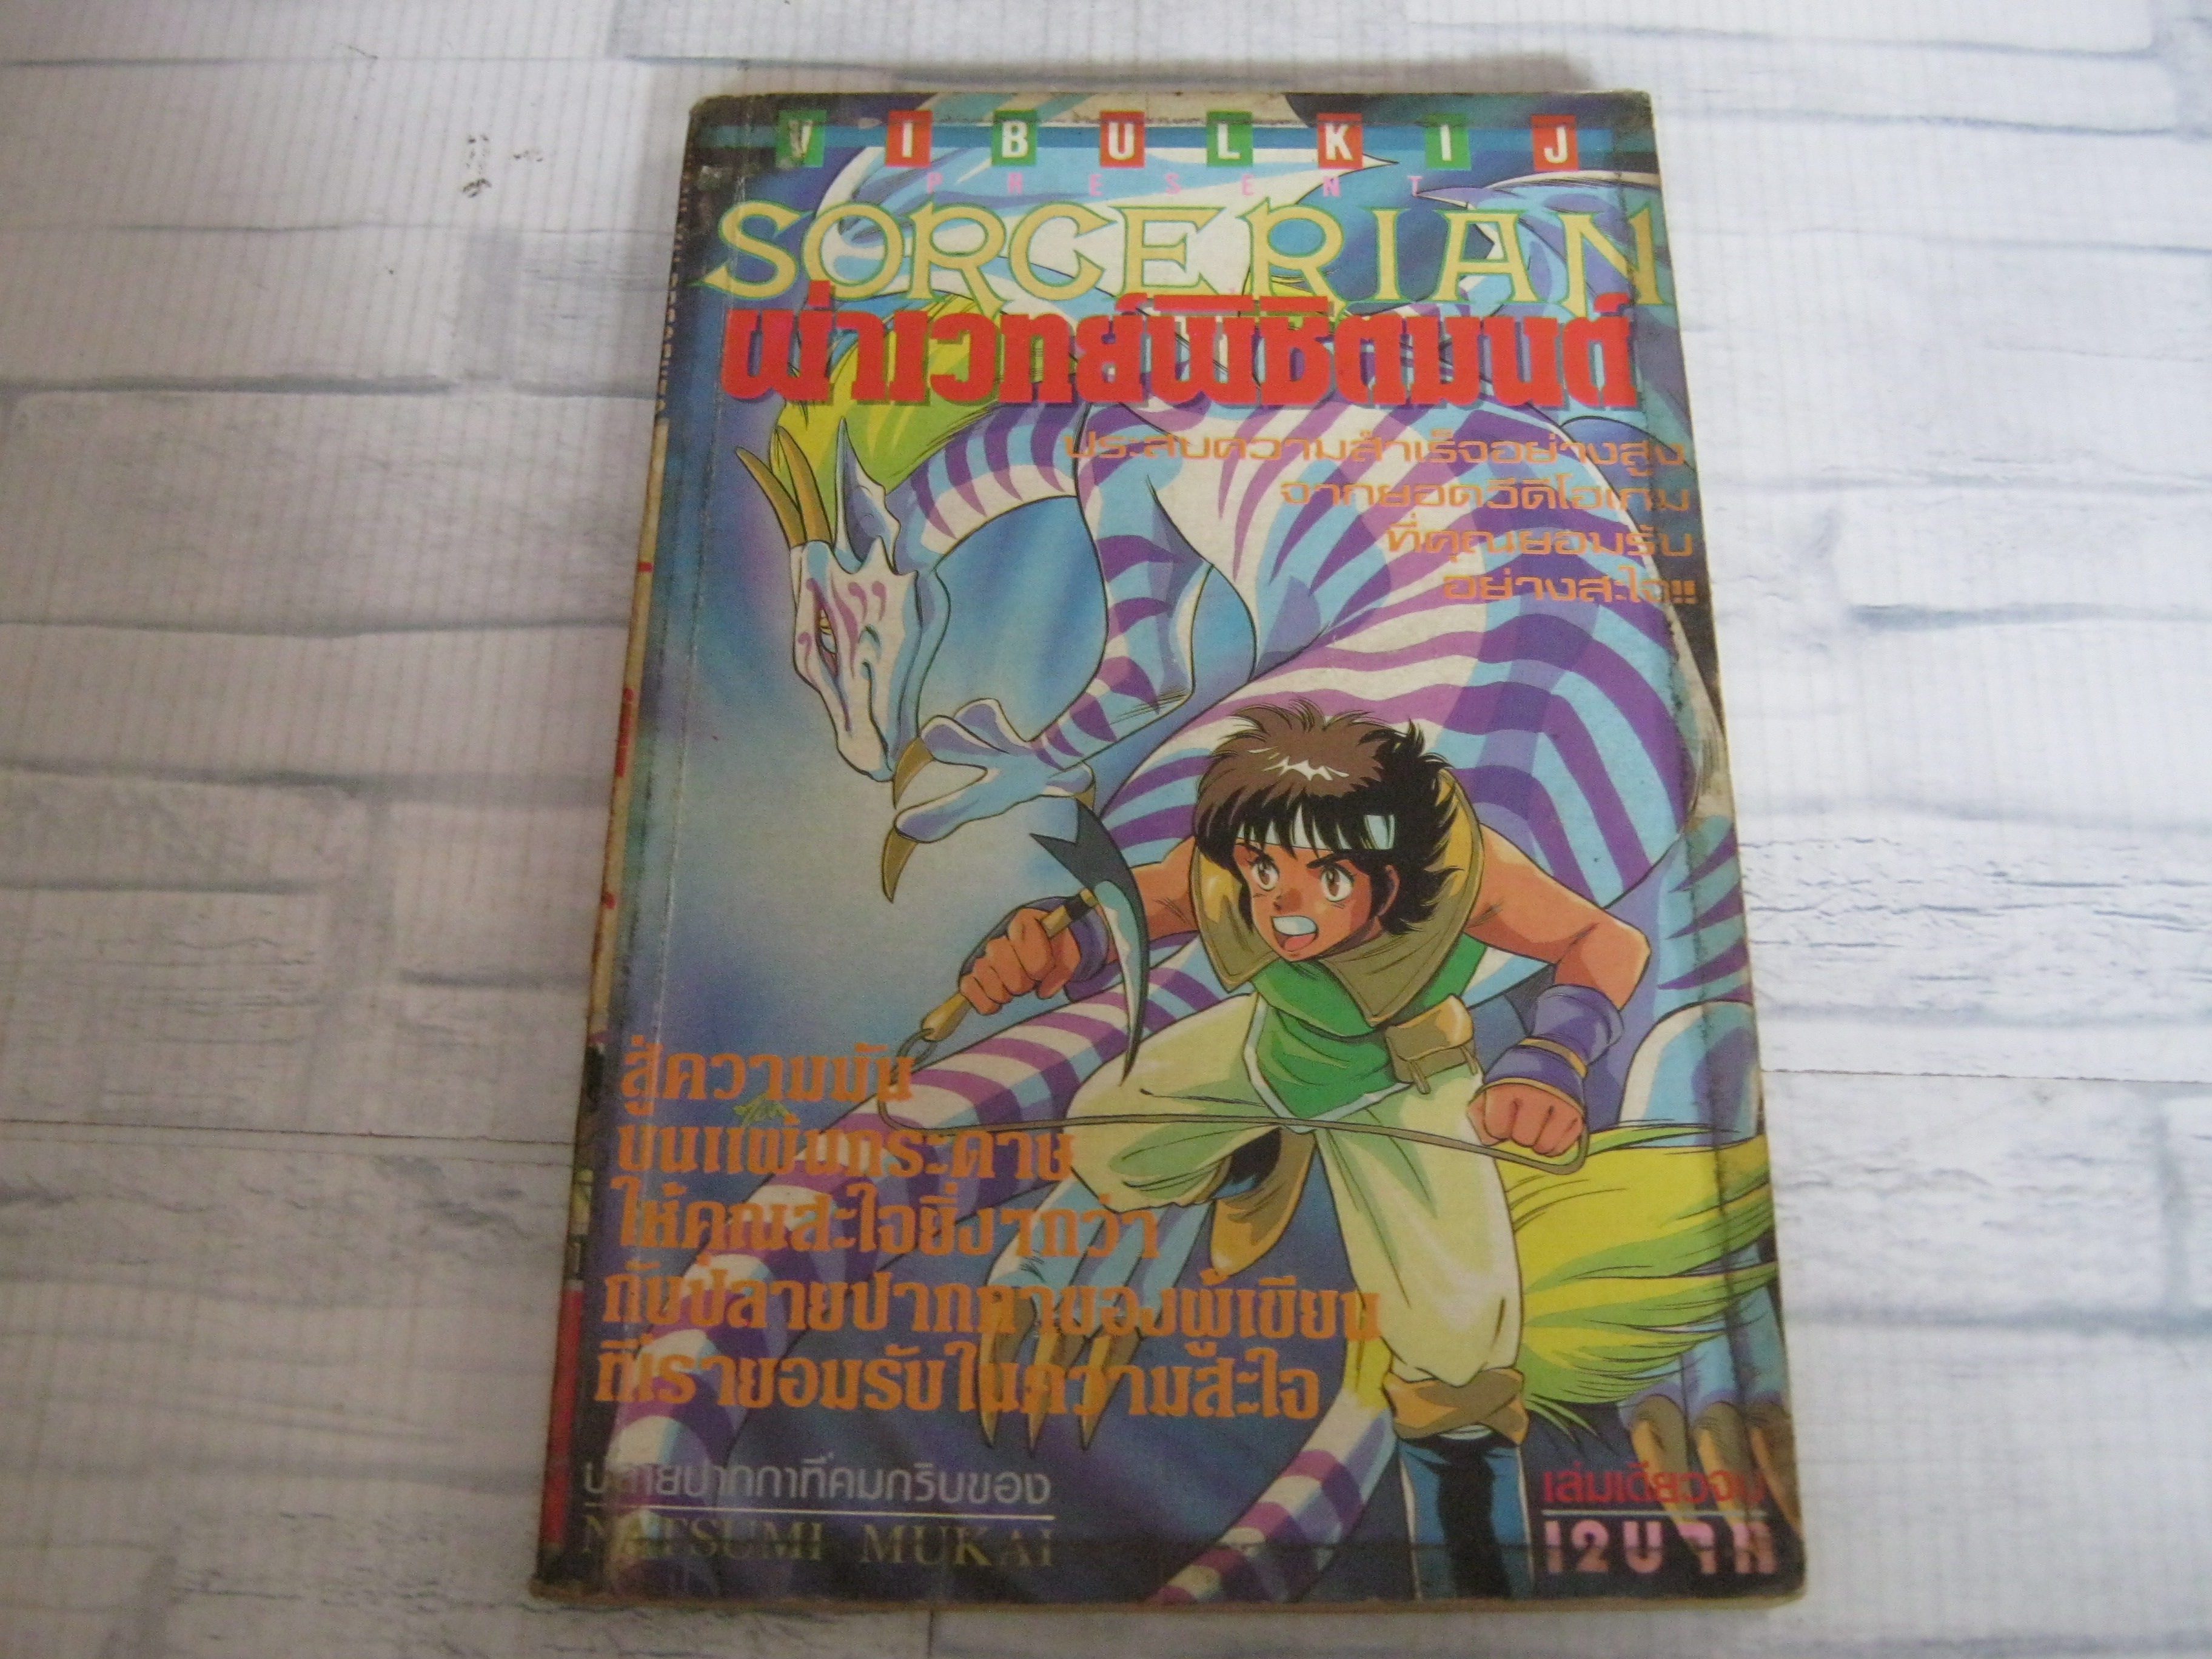 VIBULKIJ
PRESENT
SORCERIAN
ผ่าเวทย์พิชิตมนต์
ประสบความสำเร็จอย่างสูง
จากยอดวีดีโอเกม
ที่คุณยอมรับ
อย่างสะใจ!!
สู่ความมัน
บนแผ่นกระดาษ
ให้คุณสะใจยิ่งๆกว่า
กับปลายปากกาของผู้เขียน
ที่เรายอมรับในความสะใจ
ปลายปากกาที่คมกริบของ
NATSUMI MUKAI
เล่มเดียวจบ
12บาท